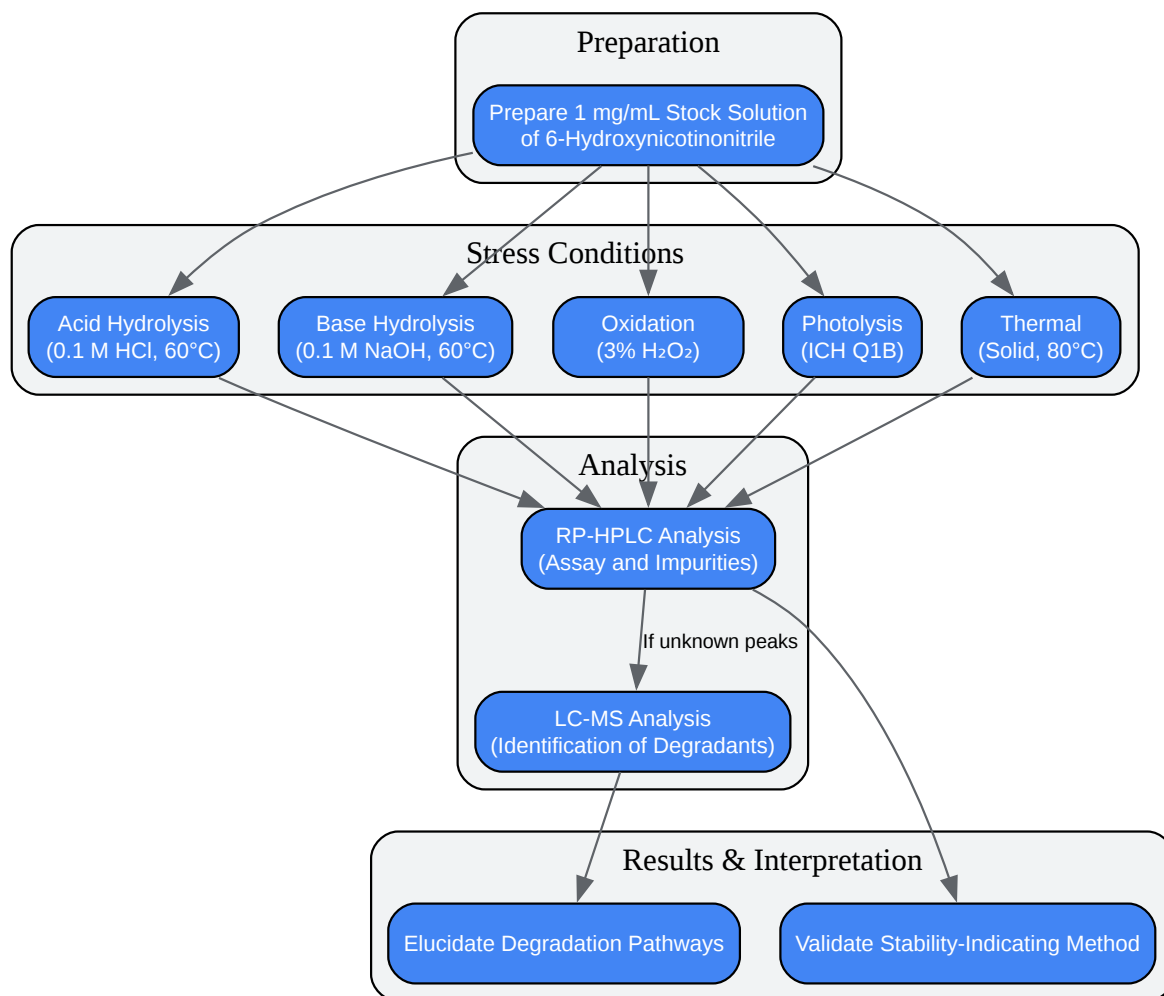 Preparation
Prepare 1 mg/mL Stock Solution
of 6-Hydroxynicotinonitrile
Stress Conditions
Acid Hydrolysis
(0.1 M HCl, 60°C)
Base Hydrolysis
(0.1 M NaOH, 60°C)
Oxidation
(3% H₂O₂)
Photolysis
(ICH Q1B)
Thermal
(Solid, 80°C)
Analysis
RP-HPLC Analysis
(Assay and Impurities)
If unknown peaks
LC-MS Analysis
(Identification of Degradants)
Results & Interpretation
Elucidate Degradation Pathways
Validate Stability-Indicating Method